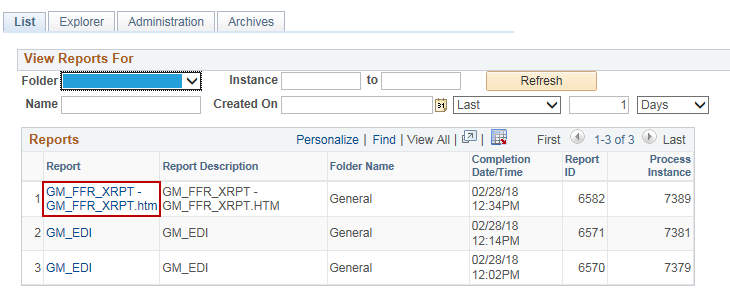 List Explorer Administration Archives
View Reports For
Folder Instance to Refresh
Name Created On 31 Last 1 Days
Reports Personalize | Find | View All | | First 1-3 of 3 Last
Report Report Description Folder Name Completion Date/Time Report ID Process Instance
1 GM_FFR_XRPT - GM_FFR_XRPT.htm GM_FFR_XRPT - GM_FFR_XRPT.HTM General 02/28/18 12:34PM 6582 7389
2 GM_EDI GM_EDI General 02/28/18 12:14PM 6571 7381
3 GM_EDI GM_EDI General 02/28/18 12:02PM 6570 7379